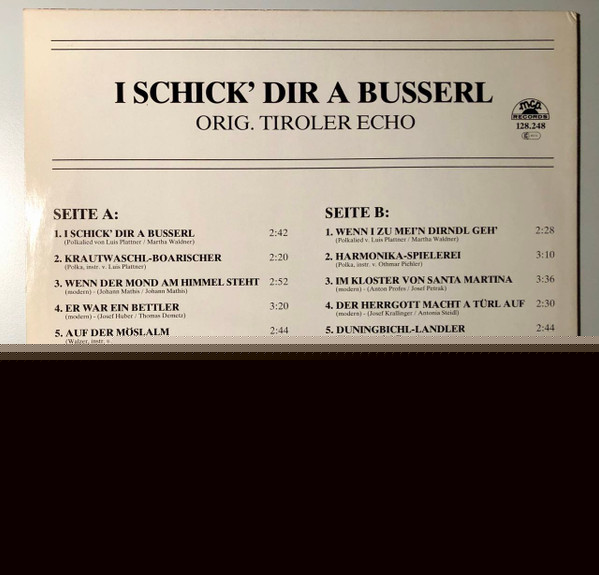 I SCHICK' DIR A BUSSERL
ORIG. TIROLER ECHO
mca
RECORDS
128.248
SEITE A:
1. I SCHICK' DIR A BUSSERL 2:42
(Polkalied von Luis Plattner / Martha Waldner)
2. KRAUTWASCHL-BOARISCHER 2:20
(Polka, instr. v. Luis Plattner)
3. WENN DER MOND AM HIMMEL STEHT 2:52
(modern) - (Johann Mathis / Johann Mathis)
4. ER WAR EIN BETTLER 3:20
(modern) - (Josef Huber / Thomas Demetz)
5. AUF DER MÖSLALM 2:44
(Walzer, instr. v.
SEITE B:
1. WENN I ZU MEI'N DIRNDL GEH' 2:28
(Polkalied v. Luis Plattner / Martha Waldner)
2. HARMONIKA-SPIELEREI 3:10
(Polka, instr. v. Othmar Pichler)
3. IM KLOSTER VON SANTA MARTINA 3:36
(modern) - (Anton Profes / Josef Petrak)
4. DER HERRGOTT MACHT A TÜRL AUF 2:30
(modern) - (Josef Krallinger / Antonia Steidl)
5. DUNINGBICHL-LANDLER 2:44